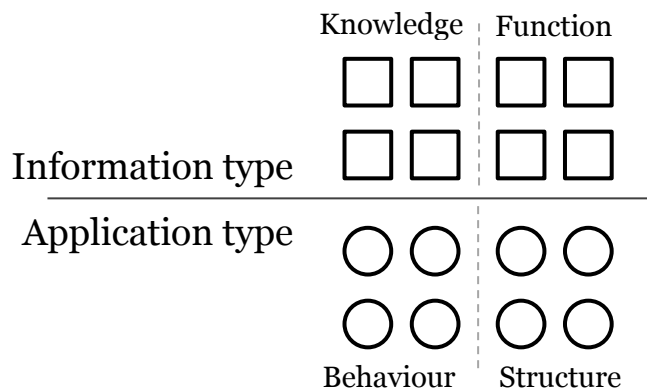 Knowledge Function
Information type
Application type
Behaviour Structure